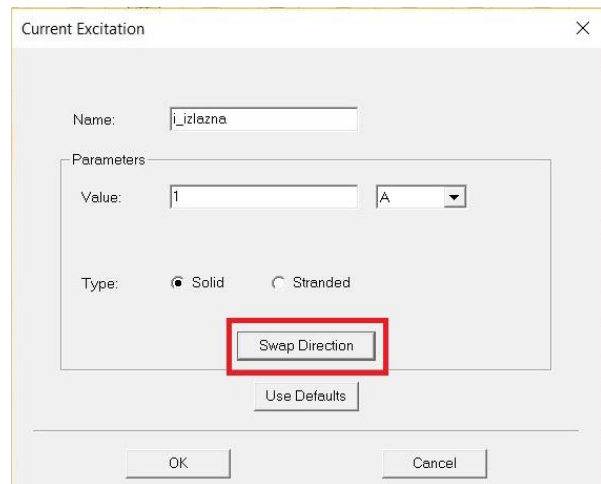 Current Excitation
Name: i_izlazna
Parameters
Value: 1 A
Type: Solid Stranded
Swap Direction
Use Defaults
OK Cancel